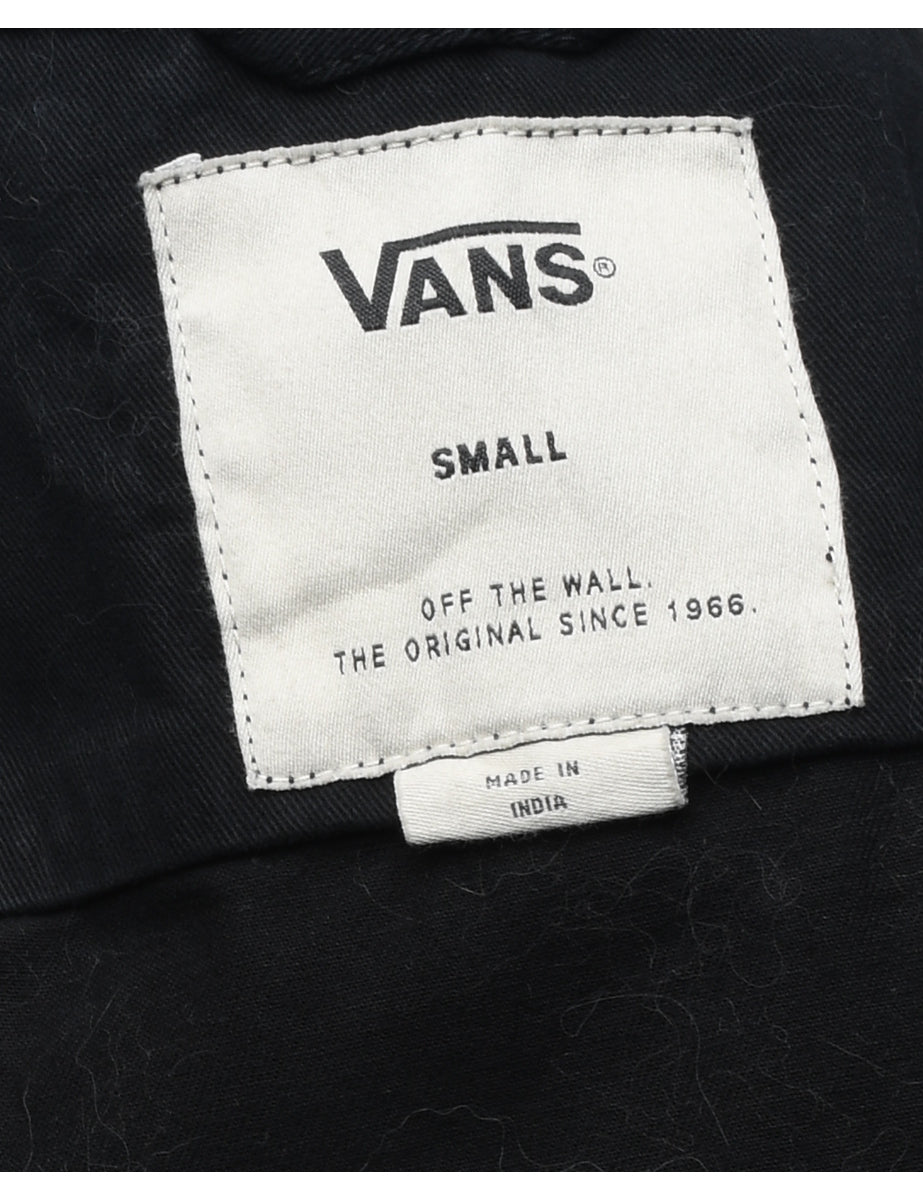 VANS®
SMALL
OFF THE WALL.
THE ORIGINAL SINCE 1966.
MADE IN
INDIA